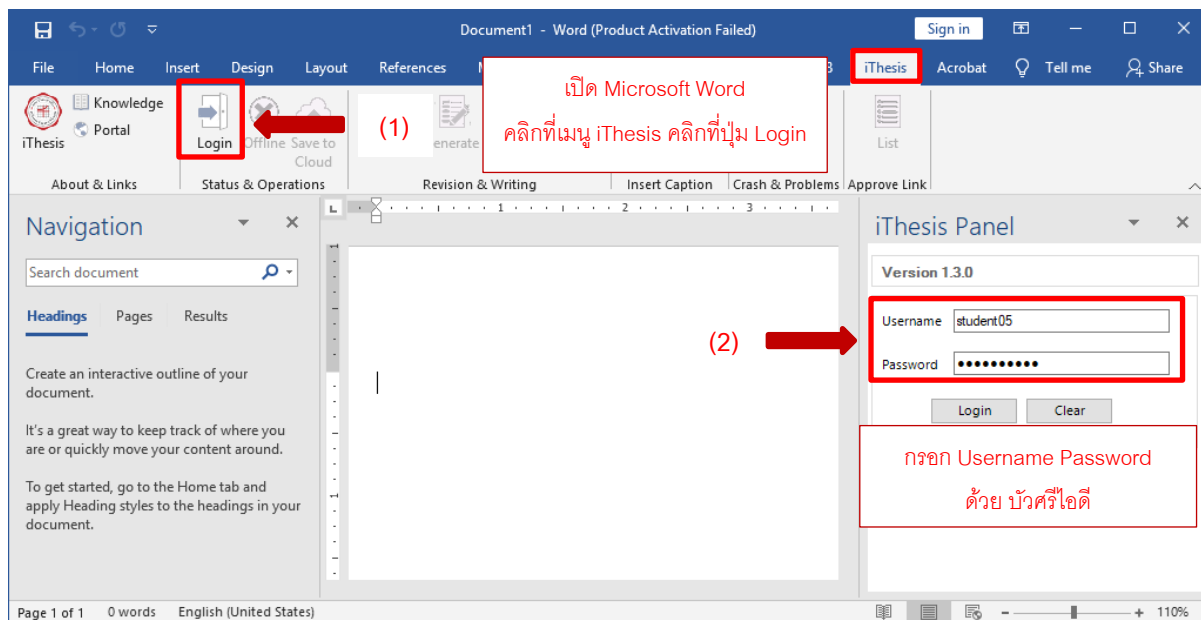 Document1 - Word (Product Activation Failed)
Sign in
File Home Insert Design Layout References
3 iThesis Acrobat Tell me Share
เปิด Microsoft Word
คลิกที่เมนู iThesis คลิกที่ปุ่ม Login
iThesis
Knowledge
Portal
Login
Offline
Save to
Cloud
(1)
enerate
List
About & Links
Status & Operations
Revision & Writing
Insert Caption
Crash & Problems
Approve Link
Navigation
Search document
Headings Pages Results
Create an interactive outline of your
document.
It's a great way to keep track of where you
are or quickly move your content around.
To get started, go to the Home tab and
apply Heading styles to the headings in your
document.
L
1 2 3
1
1
(2)
iThesis Panel
Version 1.3.0
Username student05
Password ••••••••••
Login Clear
กรอก Username Password
ด้วย บัวศรีไอดี
Page 1 of 1 0 words English (United States)
110%